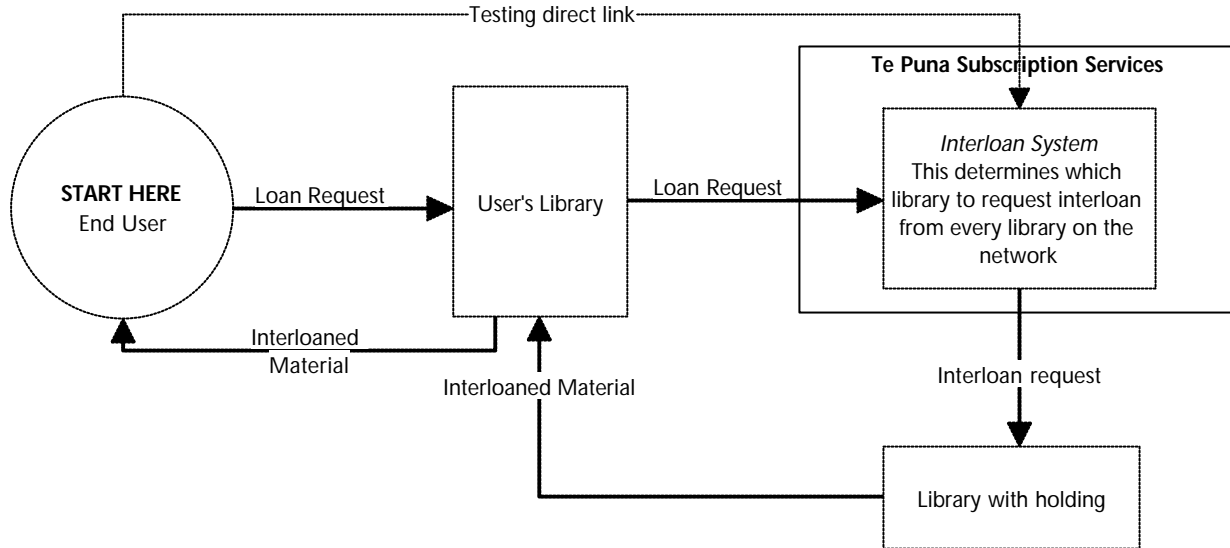 Testing direct link
Te Puna Subscription Services
START HERE
End User
Loan Request
User's Library
Loan Request
Interloan System
This determines which
library to request interloan
from every library on the
network
Interloaned
Material
Interloaned Material
Interloan request
Library with holding